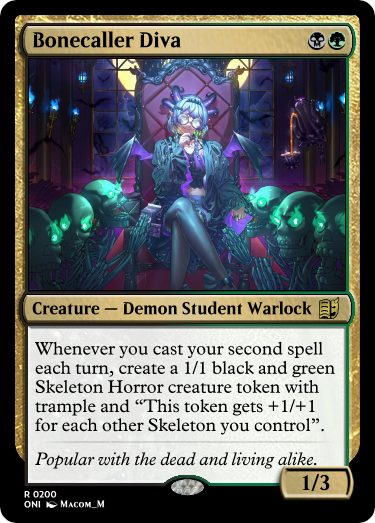 Bonecaller Diva
Creature — Demon Student Warlock
Whenever you cast your second spell
each turn, create a 1/1 black and green
Skeleton Horror creature token with
trample and “This token gets +1/+1
for each other Skeleton you control”.
Popular with the dead and living alike.
1/3
R 0200
ONI Macom_M